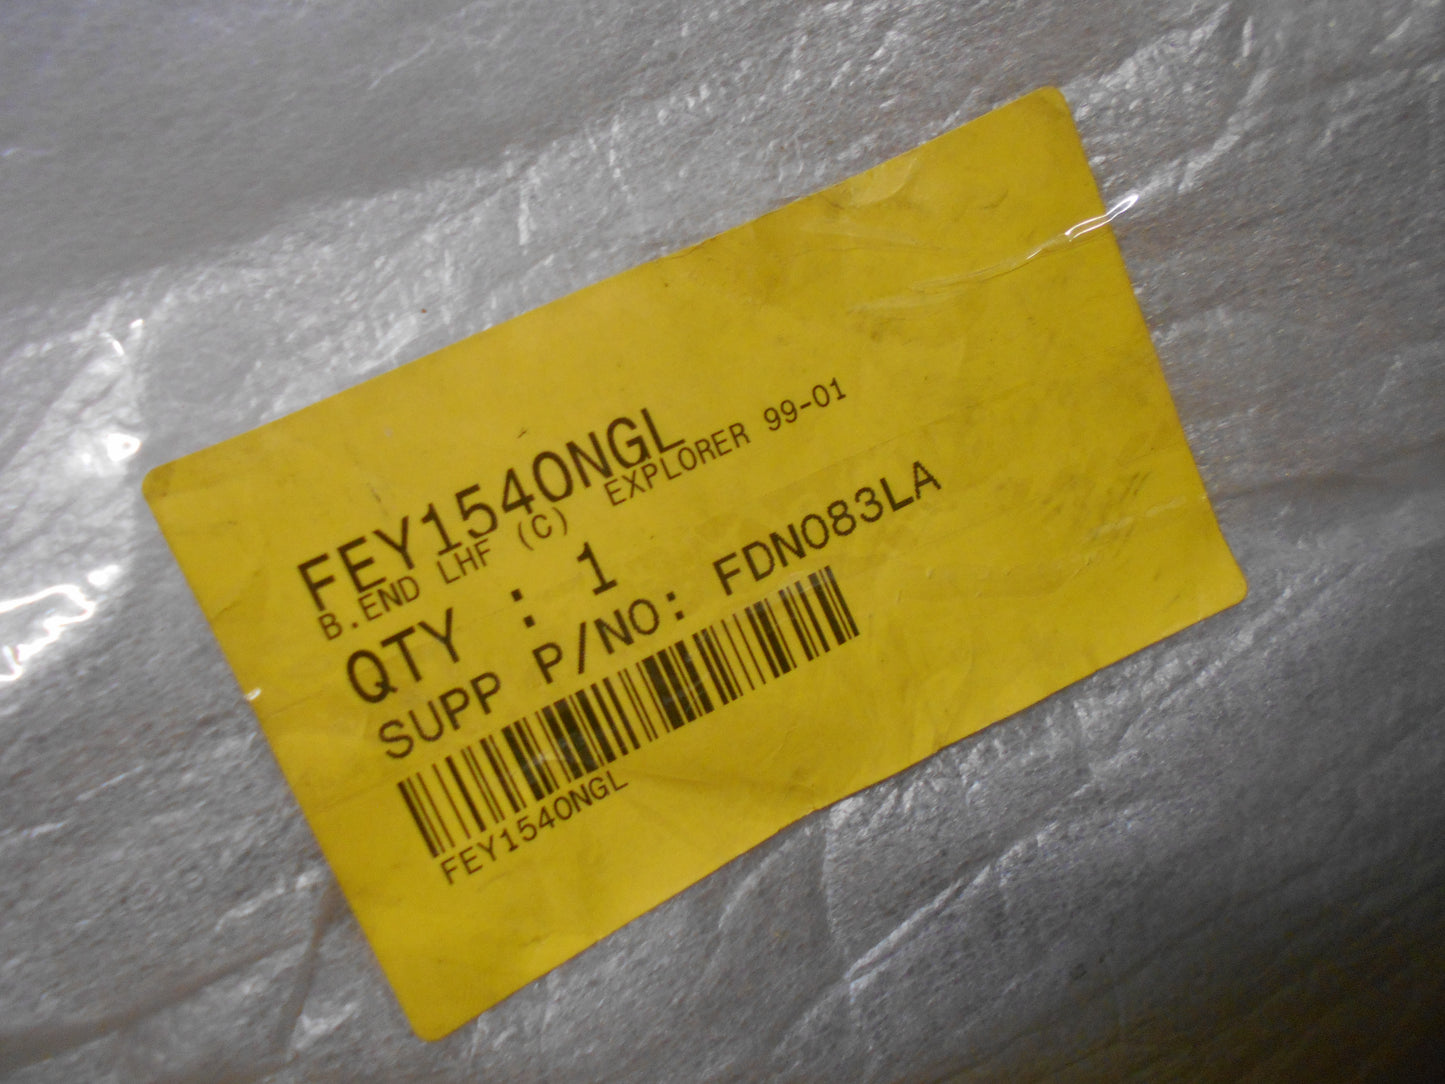 FEY1540NGL
B.END LHF (C) EXPLORER 99-01
QTY : 1
SUPP P/NO: FDN083LA
FEY1540NGL